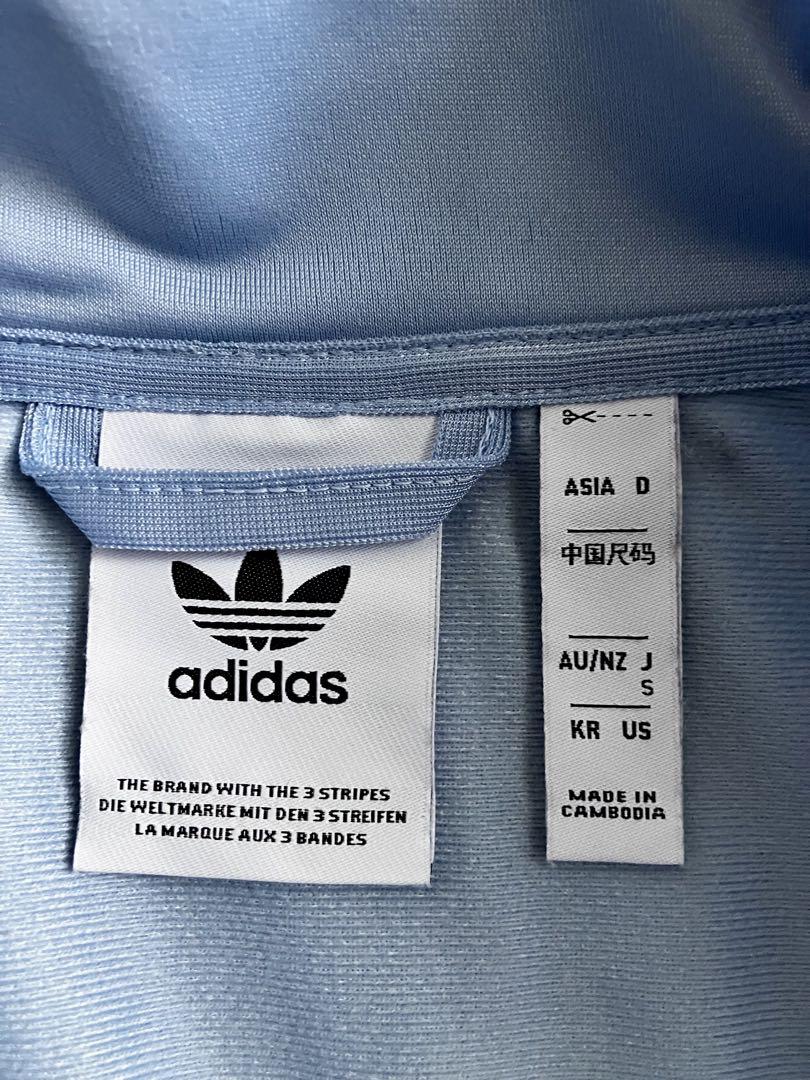 adidas
THE BRAND WITH THE 3 STRIPES
DIE WELTMARKE MIT DEN 3 STREIFEN
LA MARQUE AUX 3 BANDES
ASIA D
中国尺码
AU/NZ J
S
KR US
MADE IN
CAMBODIA